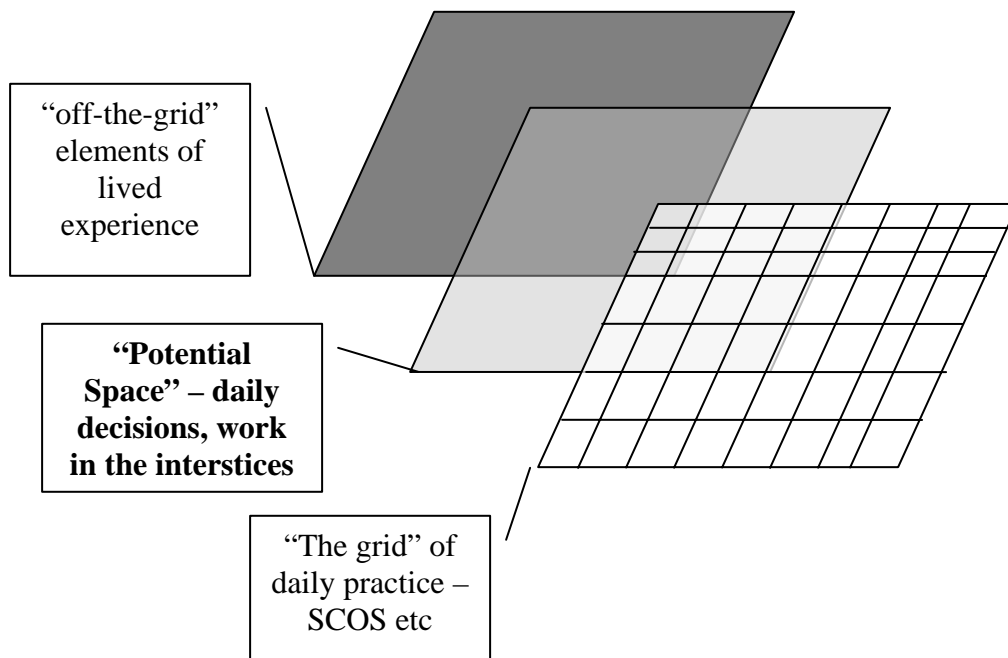 “off-the-grid”
elements of
lived
experience
“Potential
Space” – daily
decisions, work
in the interstices
“The grid” of
daily practice –
SCOS etc